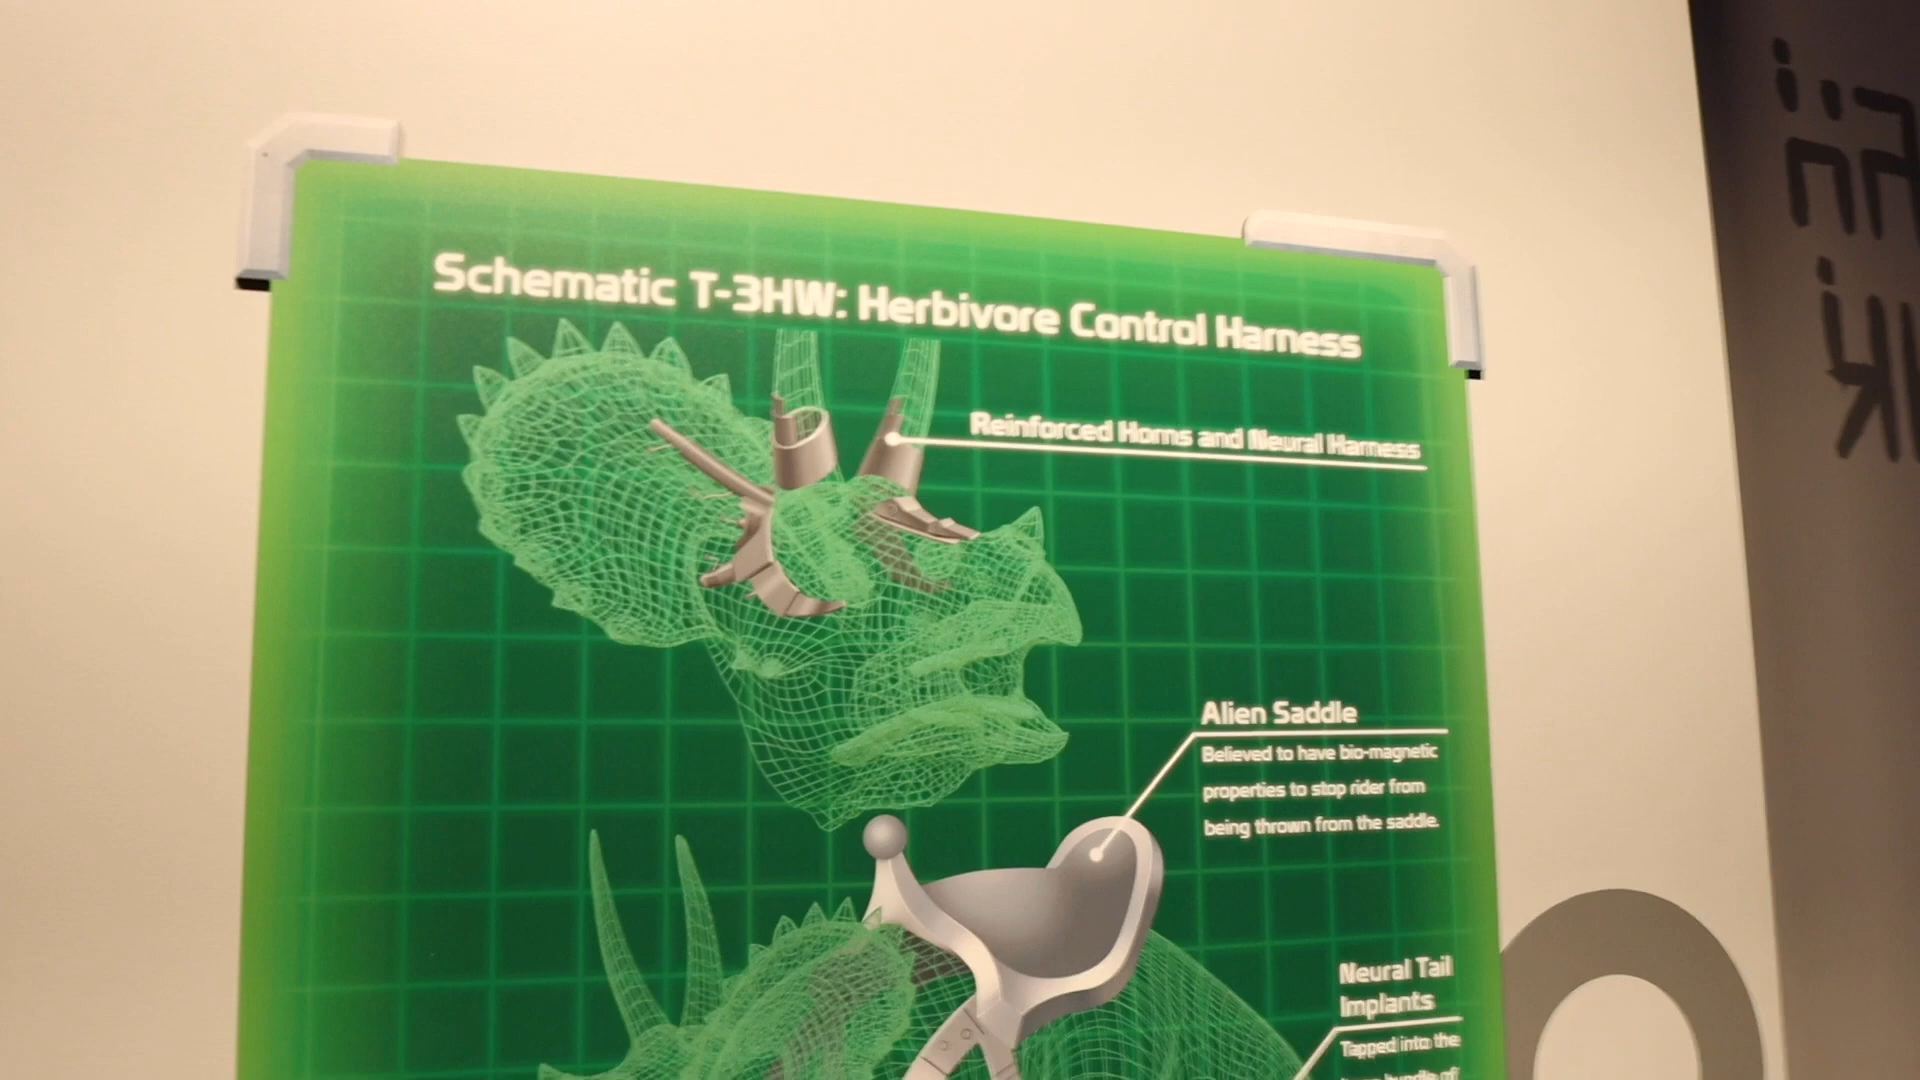 Schematic T-3HW: Herbivore Control Harness
Reinforced Horns and Neural Harness
Alien Saddle
Believed to have bio-magnetic
properties to stop rider from
being thrown from the saddle.
Neural Tail
Implants
Tapped into the